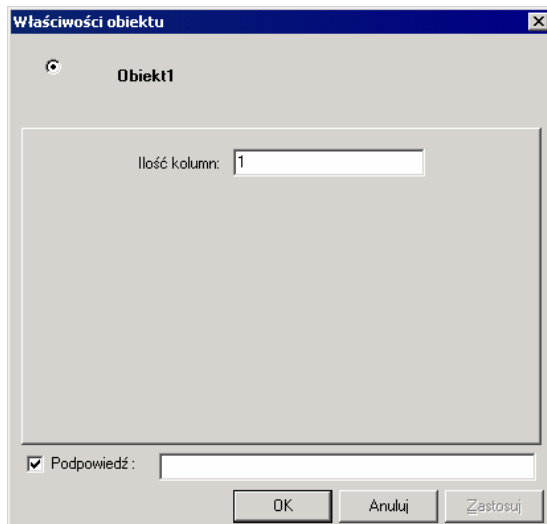 Właściwości obiektu
Obiekt1
Ilość kolumn: 1
Podpowiedź :
OK Anuluj Zastosuj